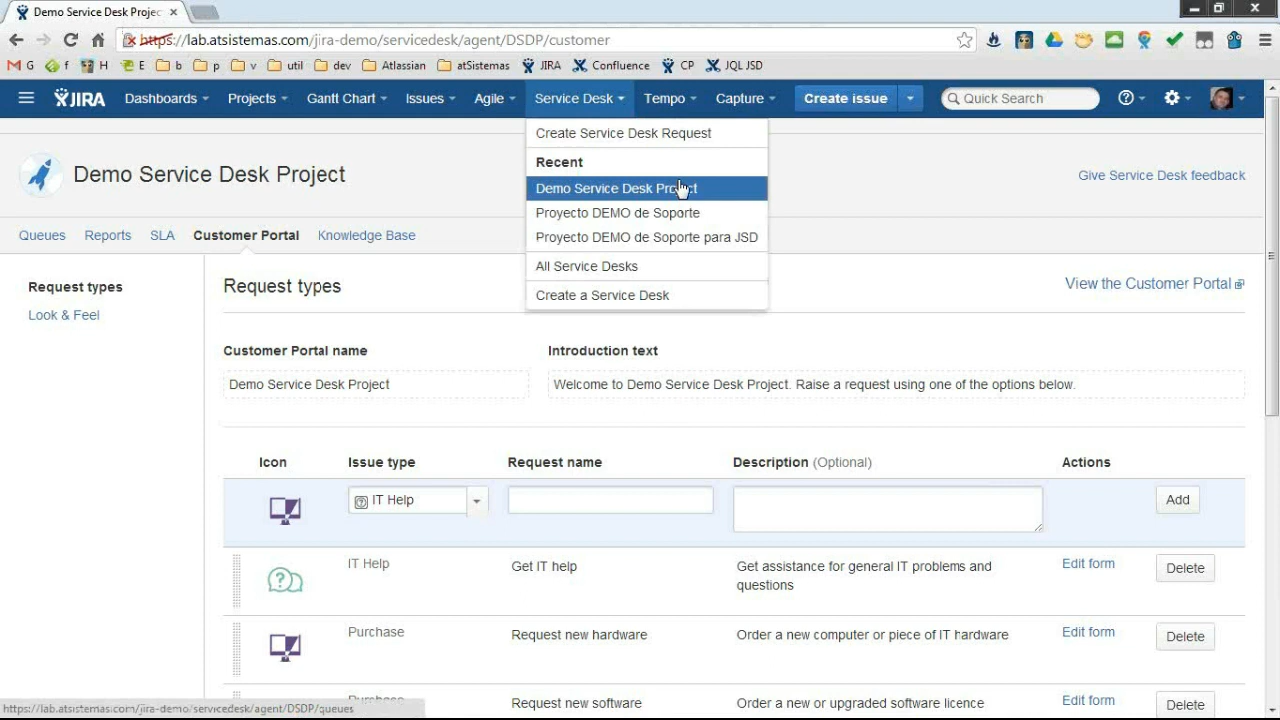 Demo Service Desk Projec
https://lab.atsistemas.com/jira-demo/servicedesk/agent/DSDP/customer
G f H E b p v util dev Atlassian atSistemas JIRA Confluence CP JQL JSD
JIRA Dashboards Projects Gantt Chart Issues Agile Service Desk Tempo Capture Create issue Quick Search
Create Service Desk Request
Recent
Demo Service Desk Project
Proyecto DEMO de Soporte
Proyecto DEMO de Soporte para JSD
All Service Desks
Create a Service Desk
Demo Service Desk Project
Give Service Desk feedback
Queues Reports SLA Customer Portal Knowledge Base
Request types
Look & Feel
Request types
View the Customer Portal
Customer Portal name Introduction text
Demo Service Desk Project Welcome to Demo Service Desk Project. Raise a request using one of the options below.
Icon Issue type Request name Description (Optional) Actions
IT Help Add
IT Help Get IT help Get assistance for general IT problems and Edit form Delete
questions
Purchase Request new hardware Order a new computer or piece of IT hardware Edit form Delete
Purchase Request new software Order a new or upgraded software licence Edit form Delete
https://lab.atsistemas.com/jira-demo/servicedesk/agent/DSDP/queues